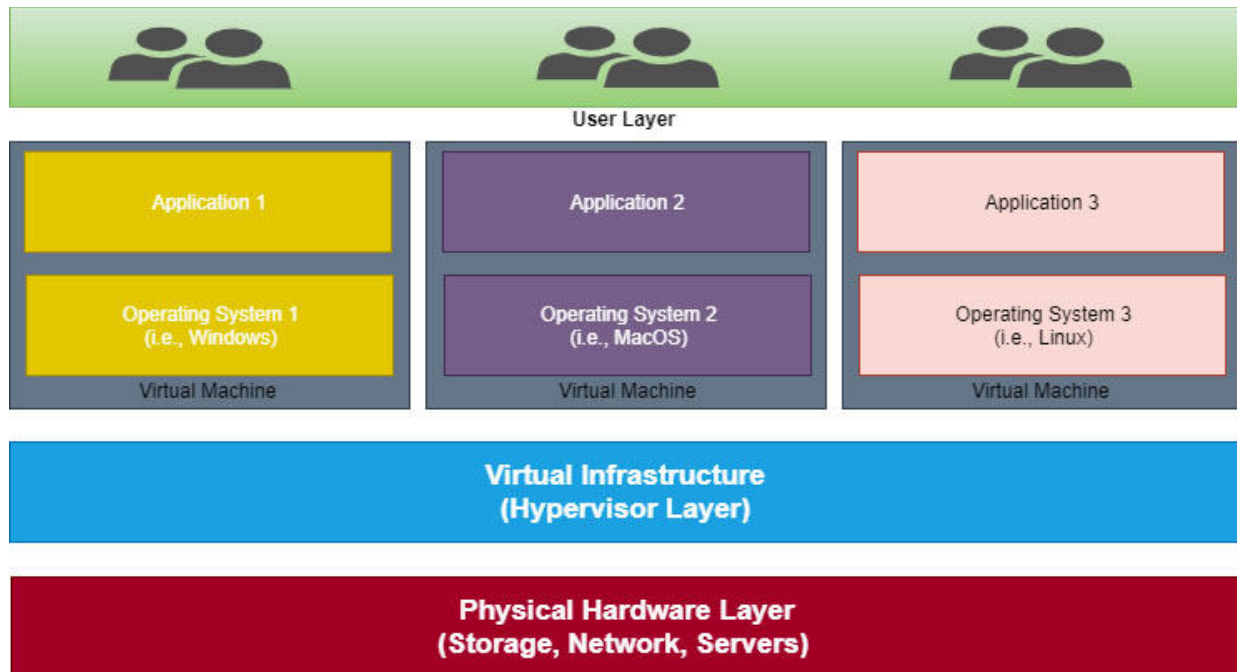 User Layer
Application 1
Application 2
Application 3
Operating System 1
(i.e., Windows)
Operating System 2
(i.e., MacOS)
Operating System 3
(i.e., Linux)
Virtual Machine
Virtual Machine
Virtual Machine
Virtual Infrastructure
(Hypervisor Layer)
Physical Hardware Layer
(Storage, Network, Servers)